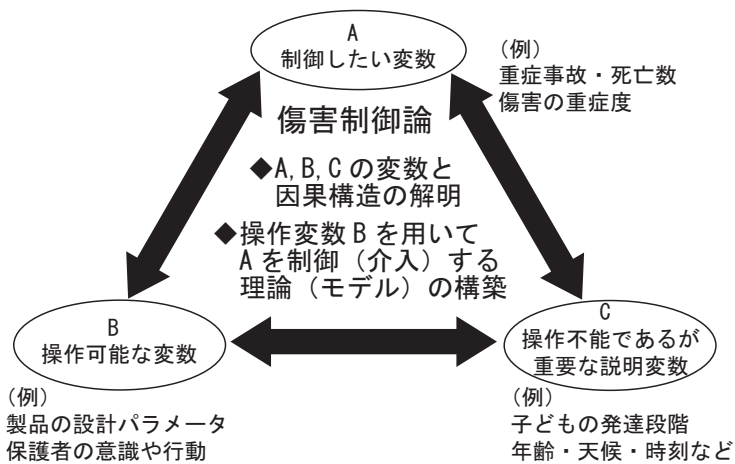 A
制御したい変数
（例）
重症事故・死亡数
傷害の重症度
傷害制御論
◆A,B,Cの変数と
因果構造の解明
◆操作変数Bを用いて
Aを制御（介入）する
理論（モデル）の構築
B
操作可能な変数
（例）
製品の設計パラメータ
保護者の意識や行動
C
操作不能であるが
重要な説明変数
（例）
子どもの発達段階
年齢・天候・時刻など